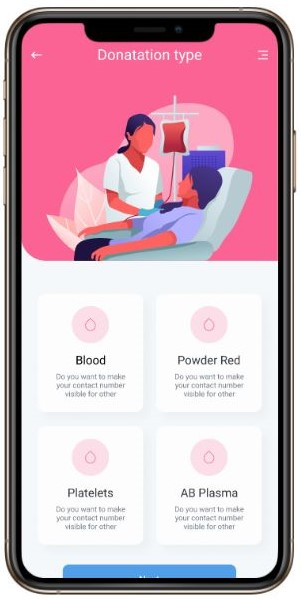 Donatation type
Blood
Do you want to make
your contact number
visible for other
Powder Red
Do you want to make
your contact number
visible for other
Platelets
Do you want to make
your contact number
visible for other
AB Plasma
Do you want to make
your contact number
visible for other